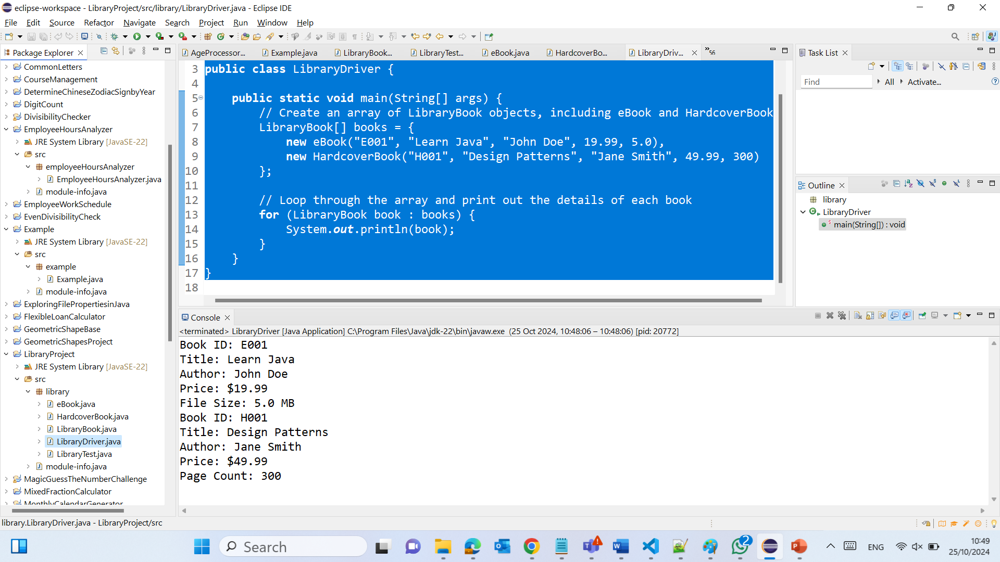 eclipse-workspace - LibraryProject/src/library/LibraryDriver.java - Eclipse IDE
File Edit Source Refactor Navigate Search Project Run Window Help
Package Explorer
CommonLetters
CourseManagement
DetermineChineseZodiacSignbyYear
DigitCount
DivisibilityChecker
EmployeeHoursAnalyzer
JRE System Library [JavaSE-22]
src
employeeHoursAnalyzer
EmployeeHoursAnalyzer.java
module-info.java
EmployeeWorkSchedule
EvenDivisibilityCheck
Example
JRE System Library [JavaSE-22]
src
example
Example.java
module-info.java
ExploringFilePropertiesinJava
FlexibleLoanCalculator
GeometricShapeBase
GeometricShapesProject
LibraryProject
JRE System Library [JavaSE-22]
src
library
eBook.java
HardcoverBook.java
LibraryBook.java
LibraryDriver.java
LibraryTest.java
module-info.java
MagicGuessTheNumberChallenge
MixedFractionCalculator
MonthlyCalendarGenerator
AgeProcessor... Example.java LibraryBook... LibraryTest... eBook.java HardcoverBo... LibraryDriv... »56
3 public class LibraryDriver {
4
5 public static void main(String[] args) {
6 // Create an array of LibraryBook objects, including eBook and HardcoverBook
7 LibraryBook[] books = {
8 new eBook("E001", "Learn Java", "John Doe", 19.99, 5.0),
9 new HardcoverBook("H001", "Design Patterns", "Jane Smith", 49.99, 300)
10 };
11
12 // Loop through the array and print out the details of each book
13 for (LibraryBook book : books) {
14 System.out.println(book);
15 }
16 }
17 }
18
Task List
Find All Activate...
Outline
library
LibraryDriver
main(String[]) : void
Console
<terminated> LibraryDriver [Java Application] C:\Program Files\Java\jdk-22\bin\javaw.exe (25 Oct 2024, 10:48:06 – 10:48:06) [pid: 20772]
Book ID: E001
Title: Learn Java
Author: John Doe
Price: $19.99
File Size: 5.0 MB
Book ID: H001
Title: Design Patterns
Author: Jane Smith
Price: $49.99
Page Count: 300
library.LibraryDriver.java - LibraryProject/src
Search
2
ENG
10:49
25/10/2024